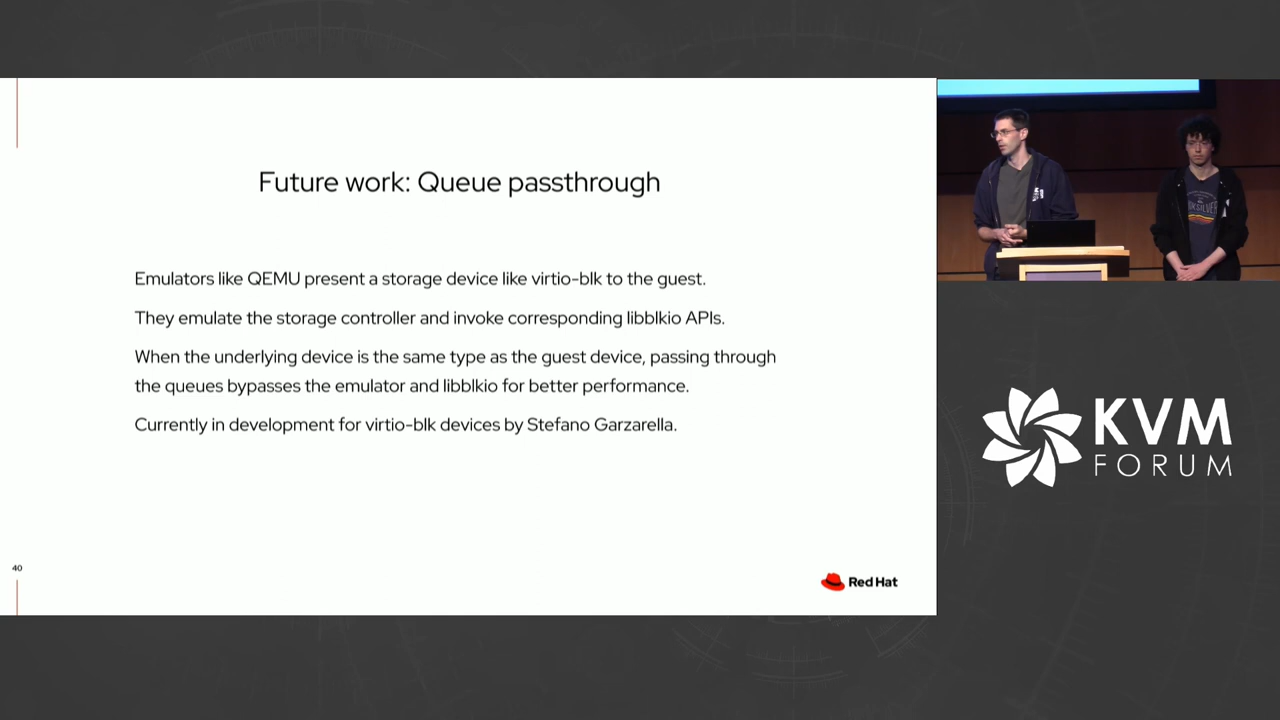 Future work: Queue passthrough
Emulators like QEMU present a storage device like virtio-blk to the guest.
They emulate the storage controller and invoke corresponding libblkio APIs.
When the underlying device is the same type as the guest device, passing through
the queues bypasses the emulator and libblkio for better performance.
Currently in development for virtio-blk devices by Stefano Garzarella.
40
Red Hat
KVM
FORUM